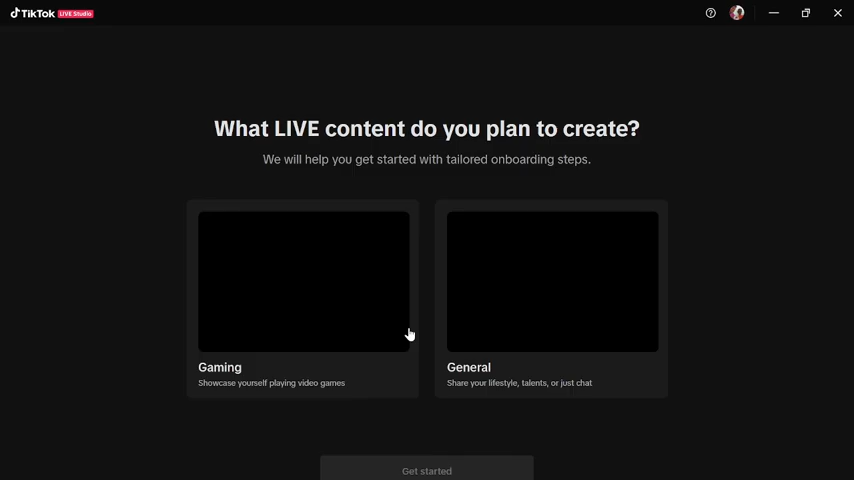 TikTok LIVE Studio
What LIVE content do you plan to create?
We will help you get started with tailored onboarding steps.
Gaming
Showcase yourself playing video games
General
Share your lifestyle, talents, or just chat
Get started